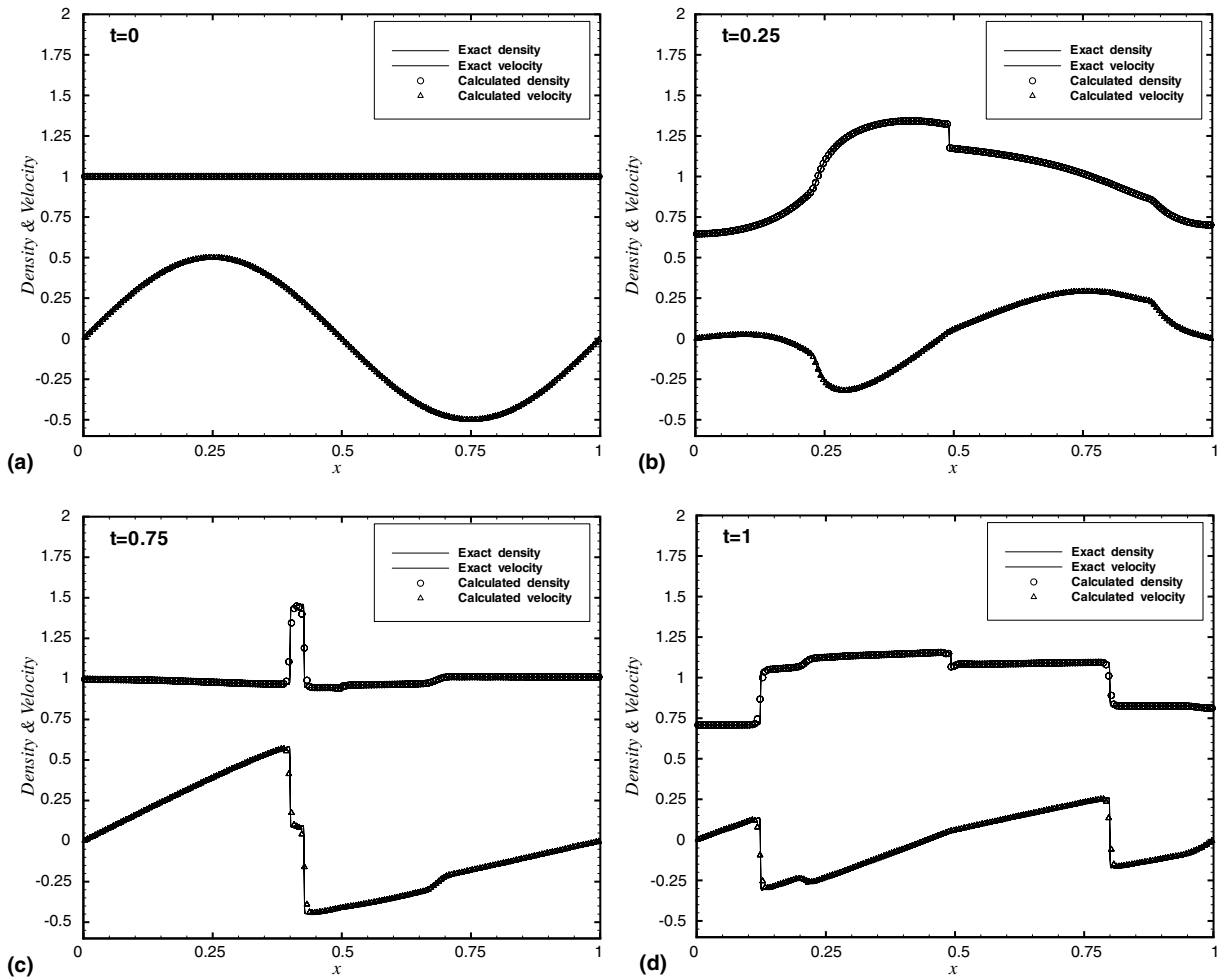 t=0
Exact density
Exact velocity
Calculated density
Calculated velocity
2
1.75
1.5
1.25
1
0.75
0.5
0.25
0
-0.25
-0.5
Density & Velocity
0 0.25 0.5 0.75 1
x
(a)
t=0.25
Exact density
Exact velocity
Calculated density
Calculated velocity
2
1.75
1.5
1.25
1
0.75
0.5
0.25
0
-0.25
-0.5
Density & Velocity
0 0.25 0.5 0.75 1
x
(b)
t=0.75
Exact density
Exact velocity
Calculated density
Calculated velocity
2
1.75
1.5
1.25
1
0.75
0.5
0.25
0
-0.25
-0.5
Density & Velocity
0 0.25 0.5 0.75 1
x
(c)
t=1
Exact density
Exact velocity
Calculated density
Calculated velocity
2
1.75
1.5
1.25
1
0.75
0.5
0.25
0
-0.25
-0.5
Density & Velocity
0 0.25 0.5 0.75 1
x
(d)